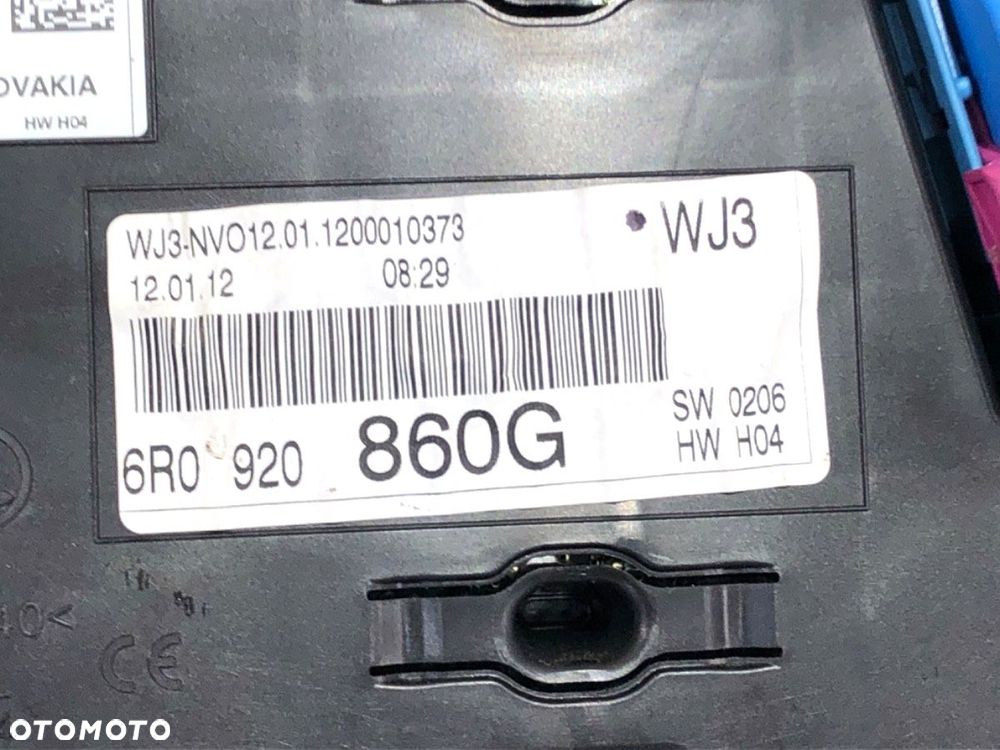 OVAKIA
HW H04
WJ3-NVO12.01.1200010373
WJ3
12.01.12 08:29
SW 0206
6R0 920 860G
HW H04
40<
CE
OTOMOTO